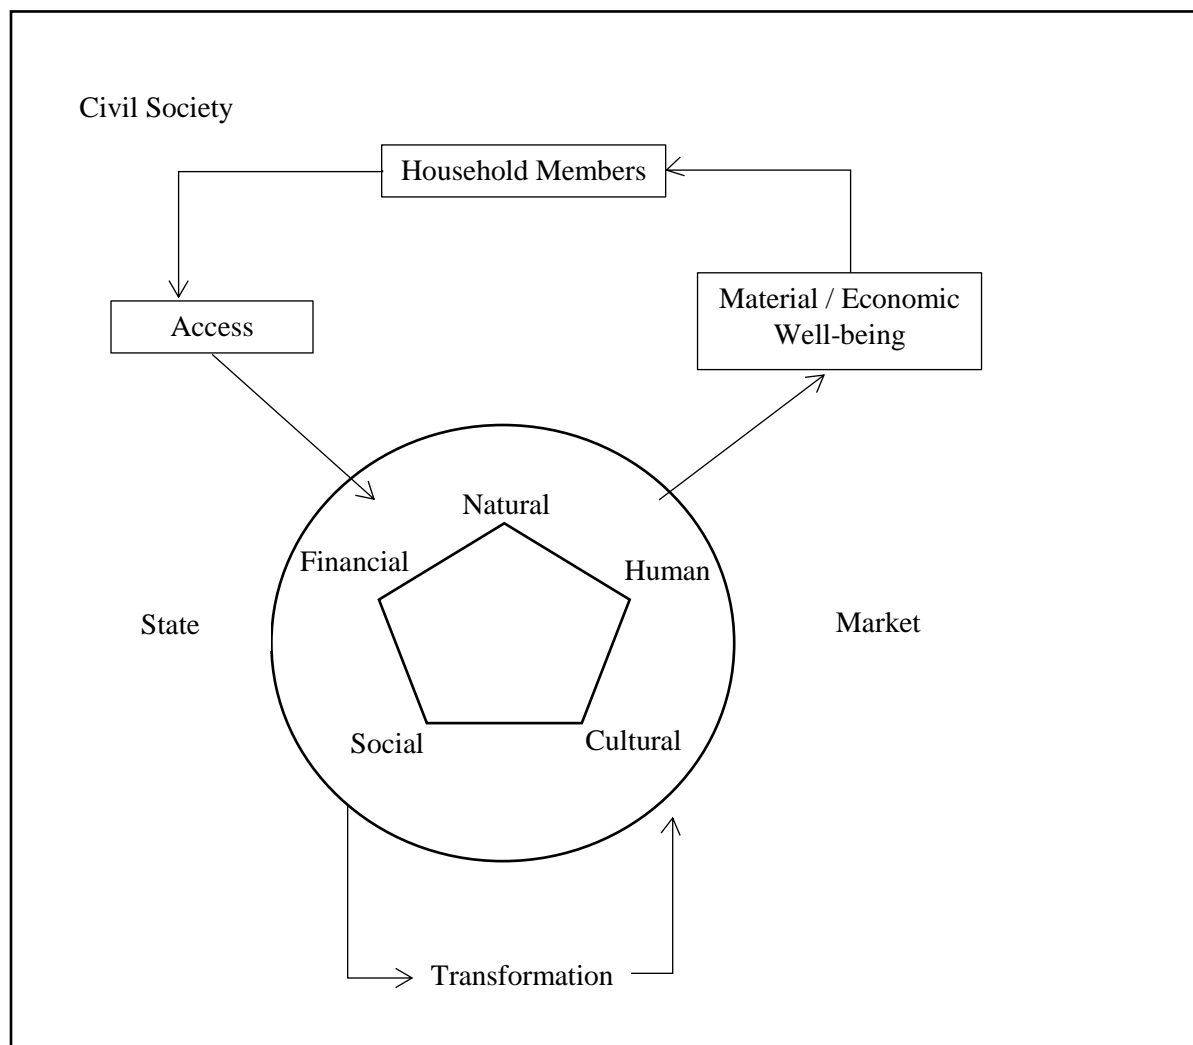 Civil Society
Household Members
Material / Economic
Well-being
Access
Natural
Financial
Human
State
Market
Social
Cultural
Transformation